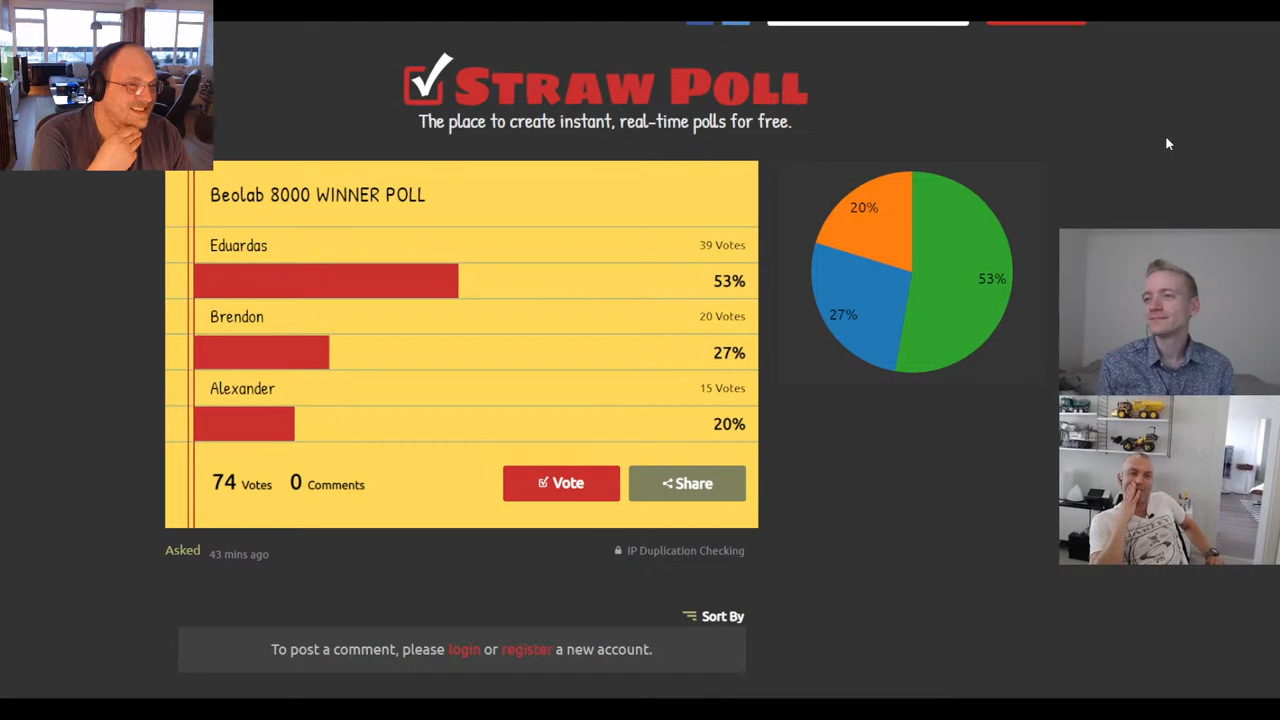 STRAW POLL
The place to create instant, real-time polls for free.
Beolab 8000 WINNER POLL
Eduardas
39 Votes
53%
Brendon
20 Votes
27%
Alexander
15 Votes
20%
74 Votes 0 Comments
Vote
Share
Asked 43 mins ago
IP Duplication Checking
Sort By
To post a comment, please login or register a new account.
20%
53%
27%